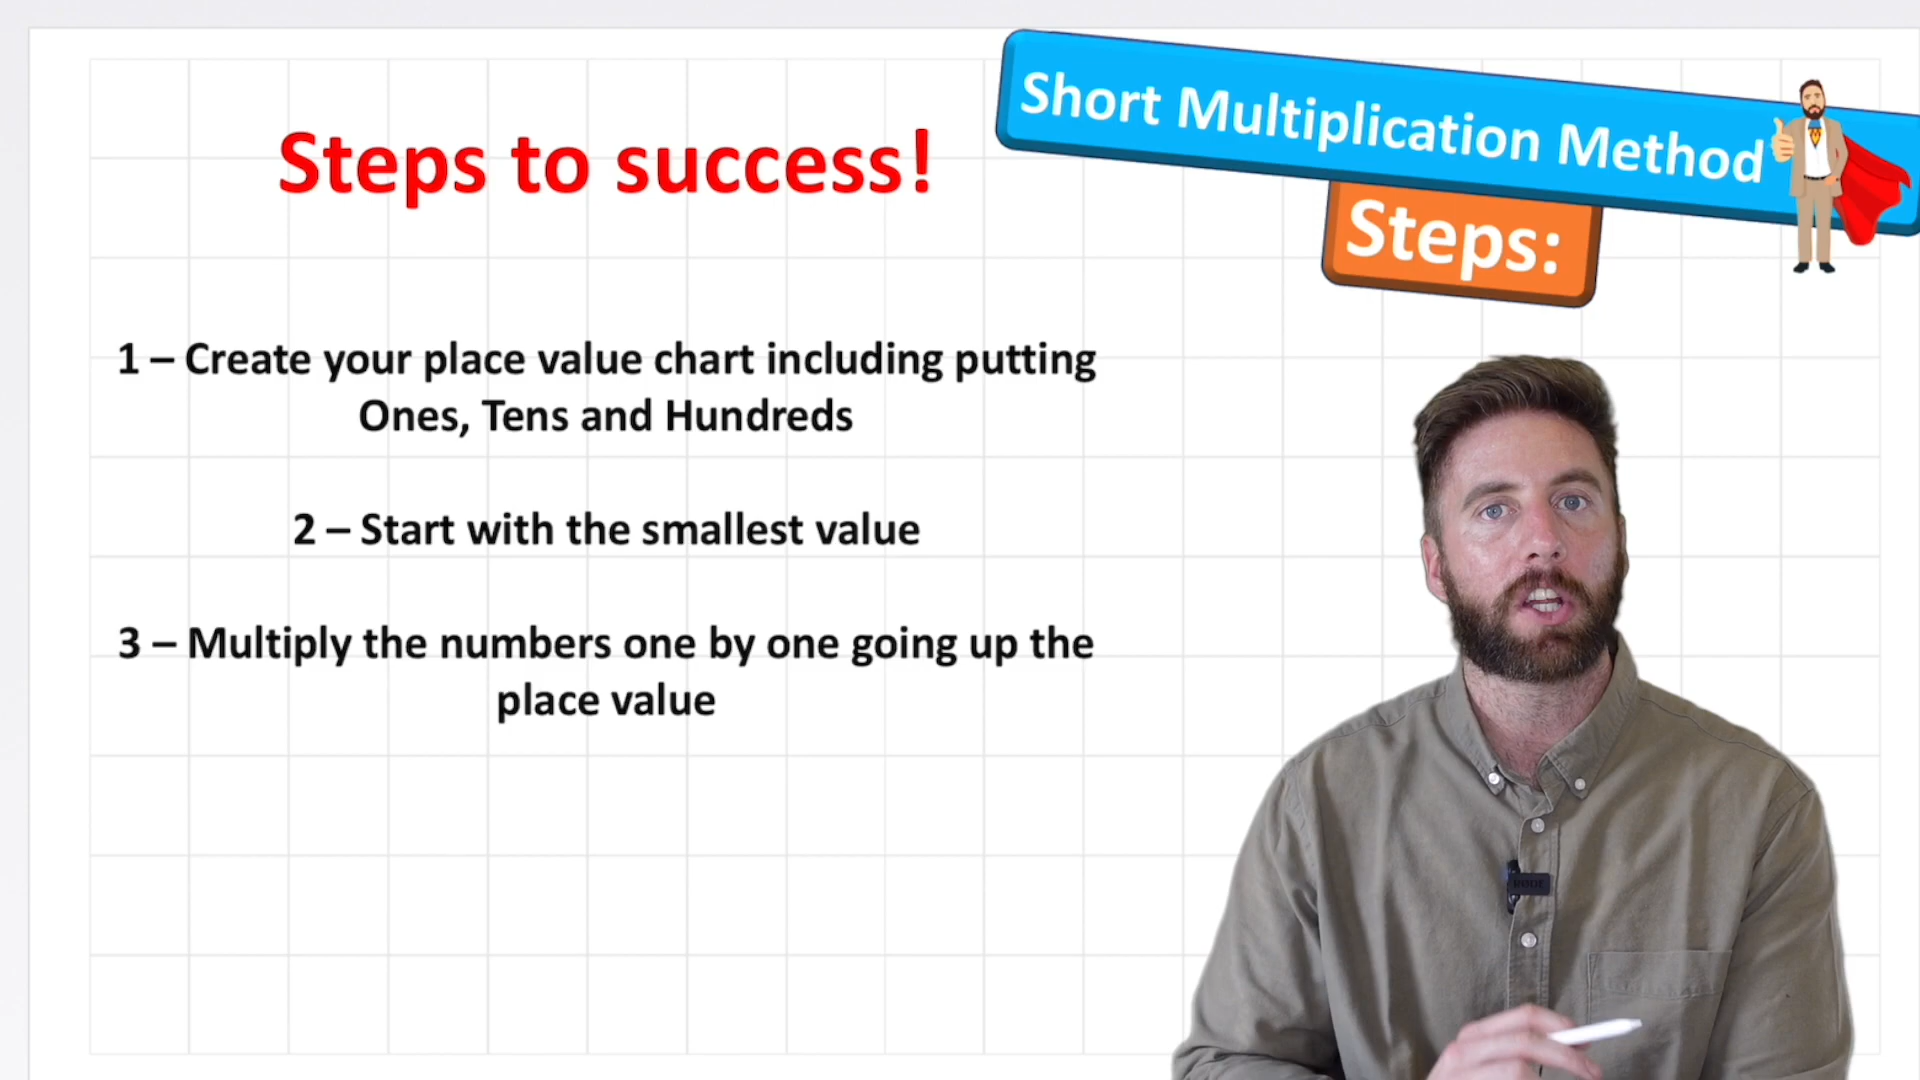 Short Multiplication Method
Steps:
Steps to success!
1 – Create your place value chart including putting
Ones, Tens and Hundreds
2 – Start with the smallest value
3 – Multiply the numbers one by one going up the
place value
RODE